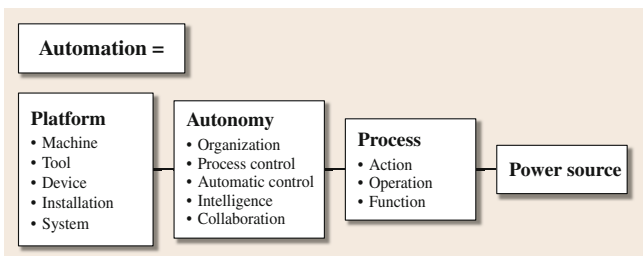 Automation =
Platform
• Machine
• Tool
• Device
• Installation
• System
Autonomy
• Organization
• Process control
• Automatic control
• Intelligence
• Collaboration
Process
• Action
• Operation
• Function
Power source